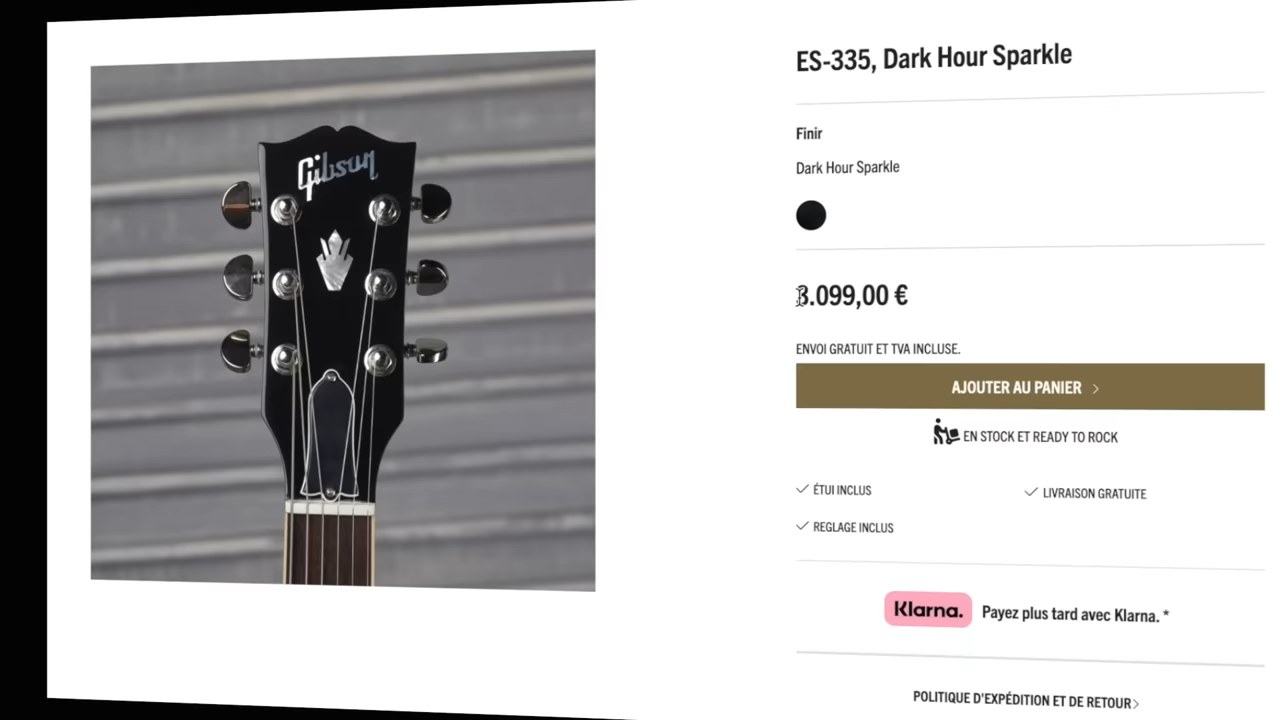 Gibson
ES-335, Dark Hour Sparkle
Finir
Dark Hour Sparkle
3.099,00 €
ENVOI GRATUIT ET TVA INCLUSE.
AJOUTER AU PANIER >
EN STOCK ET READY TO ROCK
ÉTUI INCLUS
LIVRAISON GRATUITE
REGLAGE INCLUS
Klarna. Payez plus tard avec Klarna. *
POLITIQUE D'EXPÉDITION ET DE RETOUR>